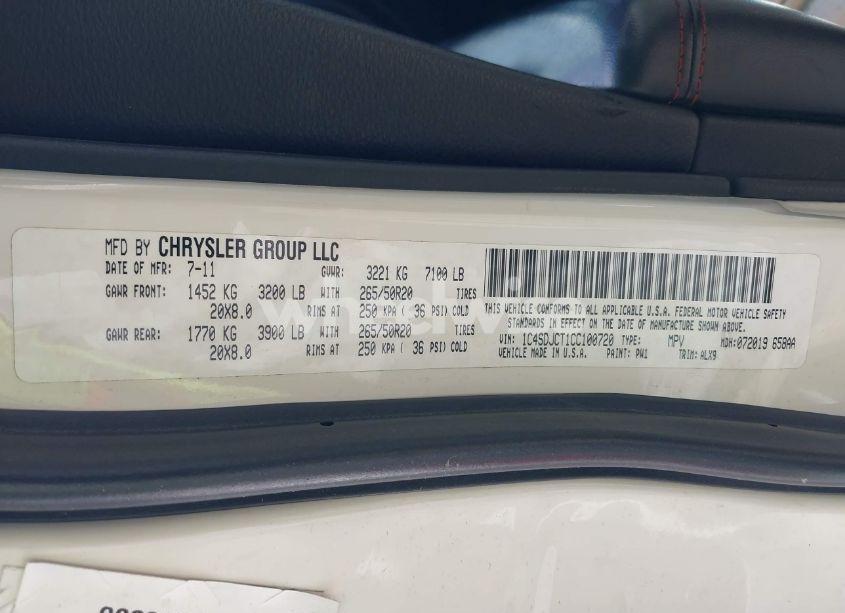 MFD BY CHRYSLER GROUP LLC
DATE OF MFR: 7-11 GVWR: 3221 KG 7100 LB
GAWR FRONT: 1452 KG 3200 LB WITH 265/50R20 TIRES
20X8.0 RIMS AT 250 KPA ( 36 PSI) COLD
GAWR REAR: 1770 KG 3900 LB WITH 265/50R20 TIRES
20X8.0 RIMS AT 250 KPA ( 36 PSI) COLD
THIS VEHICLE CONFORMS TO ALL APPLICABLE U.S.A. FEDERAL MOTOR VEHICLE SAFETY
STANDARDS IN EFFECT ON THE DATE OF MANUFACTURE SHOWN ABOVE.
VIN: 1C4SDJCT1CC100720 TYPE: MPV MDH:072019 658AA
VEHICLE MADE IN U.S.A. PAINT: PW1 TRIM: ALX9